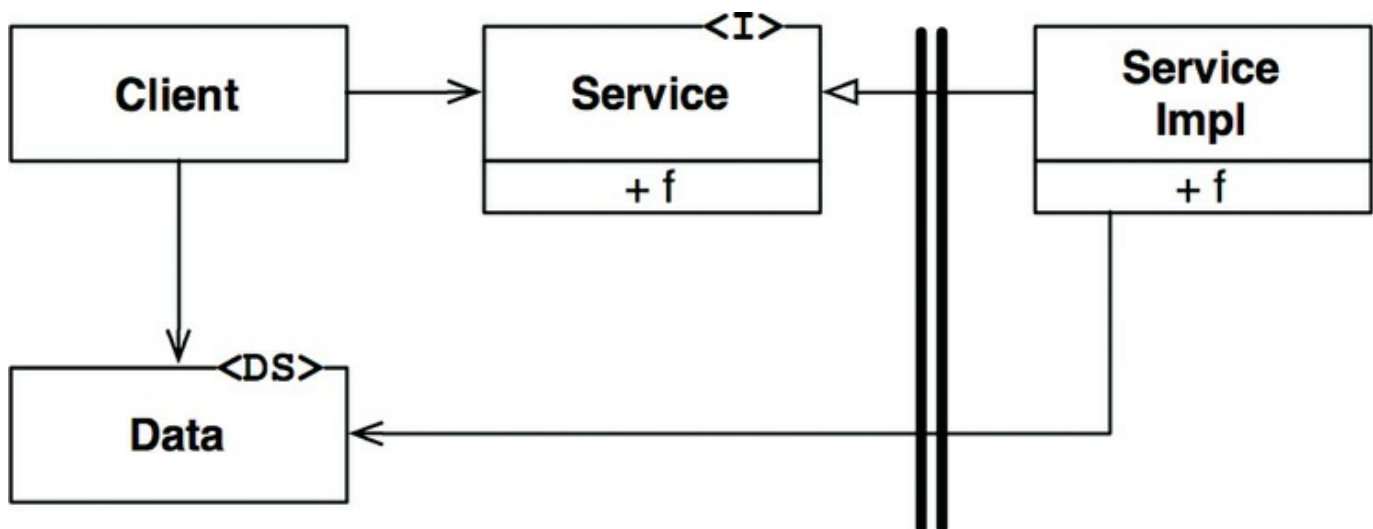 <I>
Client
Service
Service
Impl
+ f
+ f
<DS>
Data